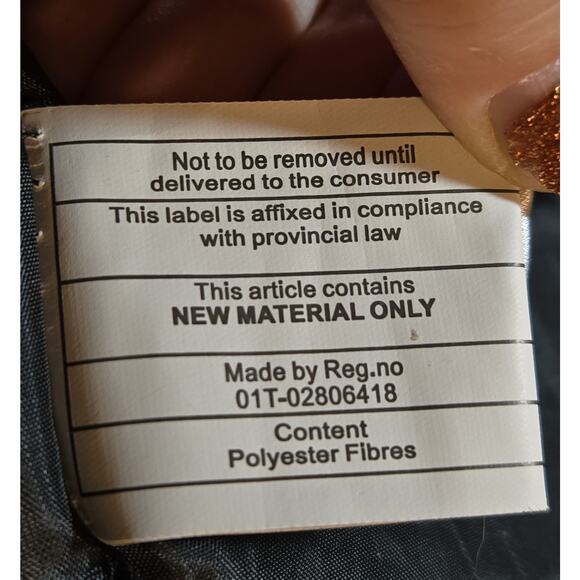 Not to be removed until
delivered to the consumer
This label is affixed in compliance
with provincial law
This article contains
NEW MATERIAL ONLY
Made by Reg.no
01T-02806418
Content
Polyester Fibres